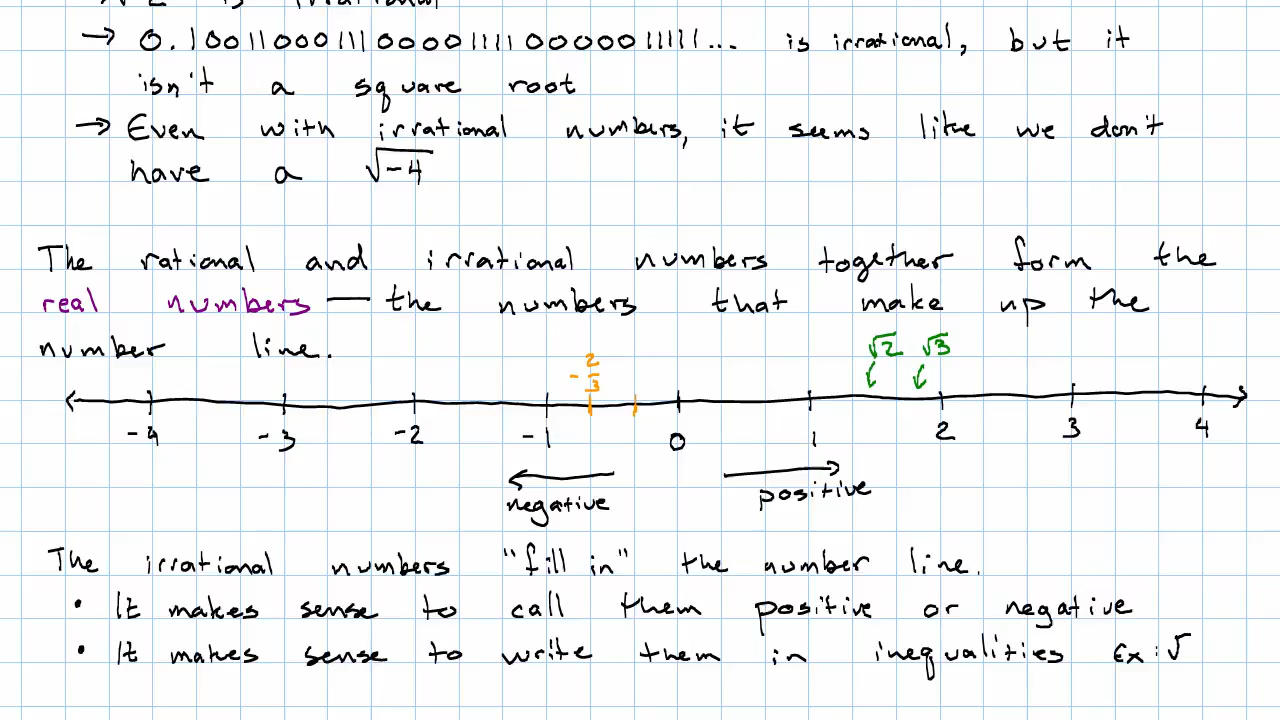 is irrational
→ 0.10011000111000011110000011111... is irrational, but it
isn't a square root
→ Even with irrational numbers, it seems like we don't
have a √-4
The rational and irrational numbers together form the
real numbers — the numbers that make up the
number line.
√2 √3
-2/3
-4 -3 -2 -1 0 1 2 3 4
negative positive
The irrational numbers "fill in" the number line.
• It makes sense to call them positive or negative
• It makes sense to write them in inequalities Ex: √